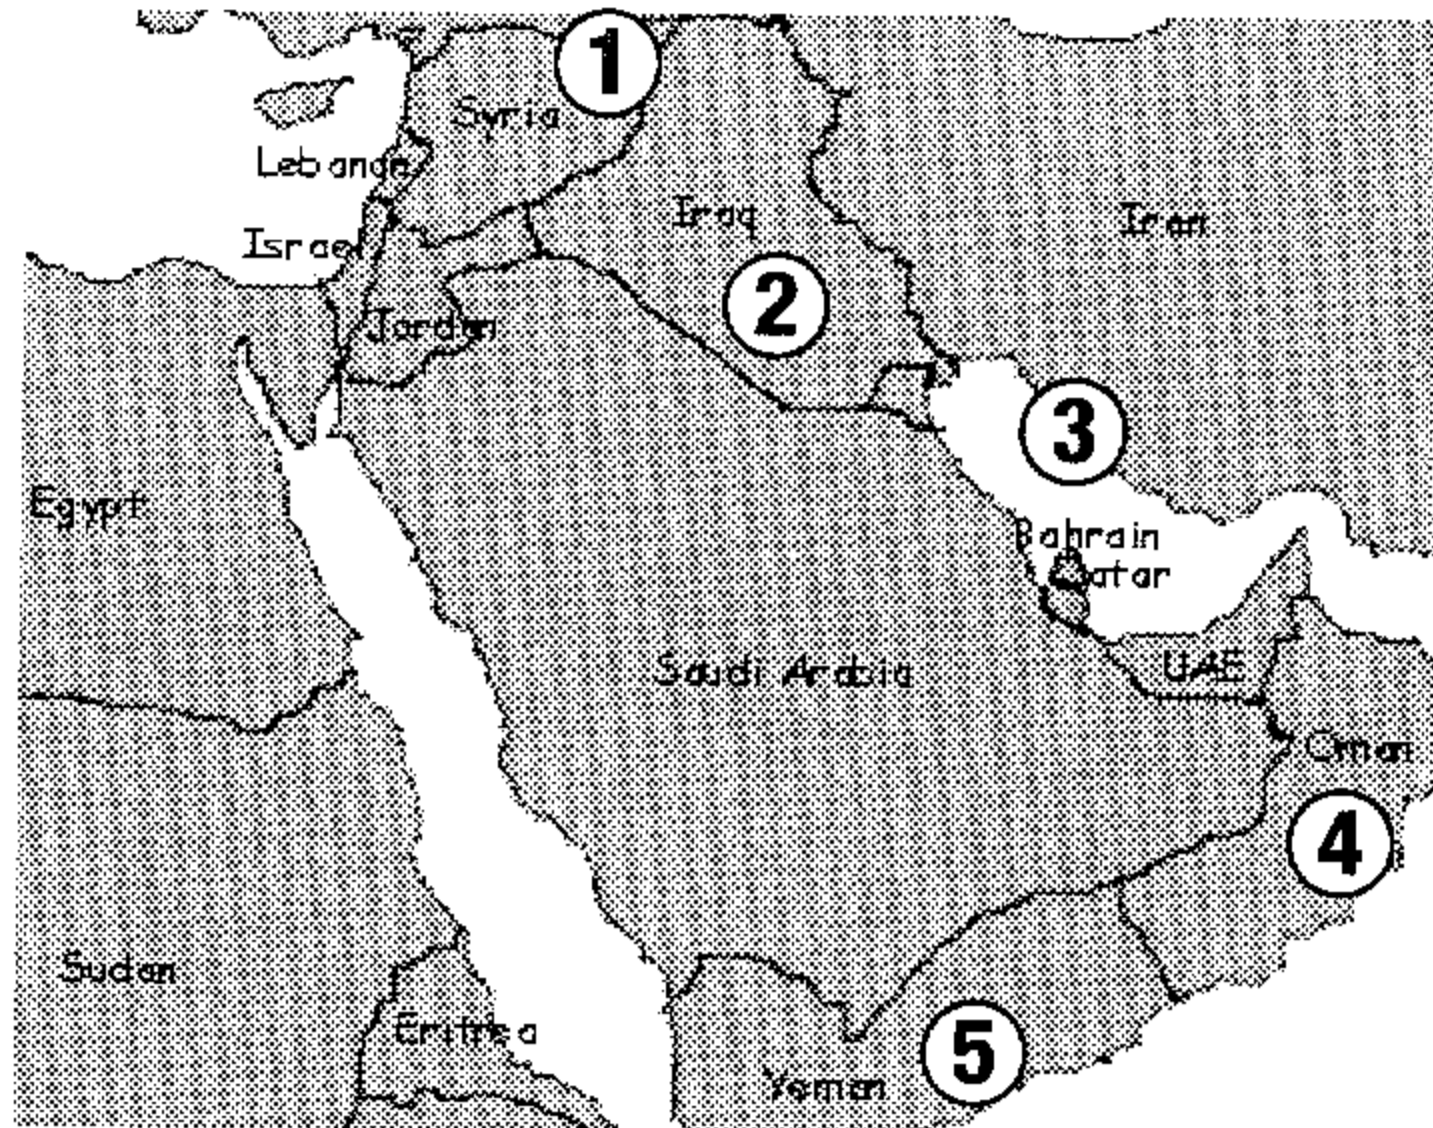 1
Syria
Lebanon
Iraq
Iran
Israel
2
Jordan
3
Egypt
Bahrain
Qatar
Saudi Arabia
UAE
Oman
4
Sudan
Eritrea
5
Yemen